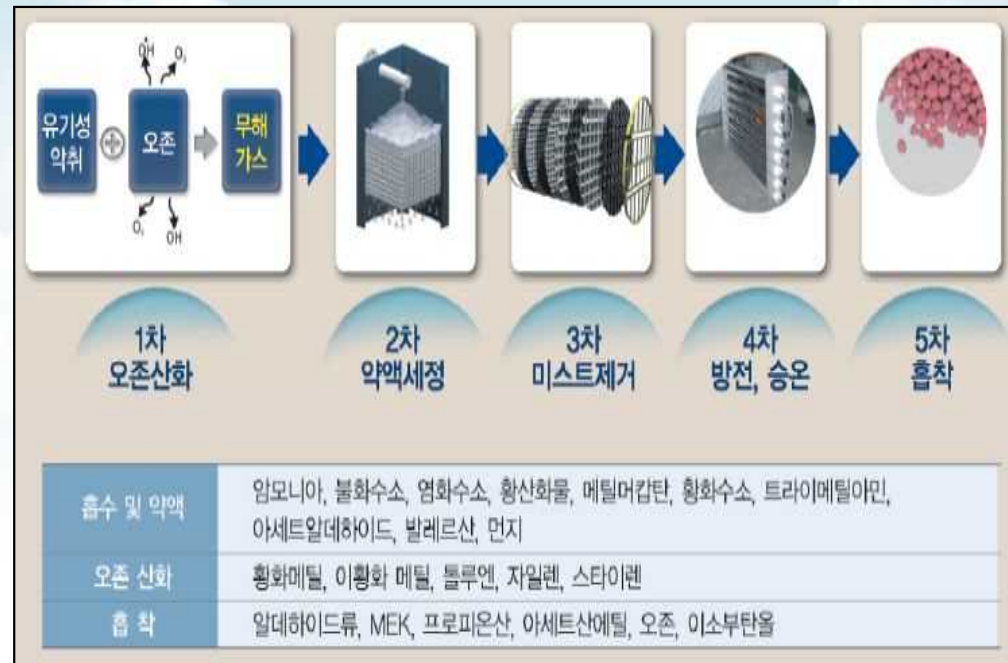 ȮH O₃
유기성
악취
오존
무해
가스
O₃ OH
1차
오존산화
2차
약액세정
3차
미스트제거
4차
방전, 승온
5차
흡착
흡수 및 약액
암모니아, 불화수소, 염화수소, 황산화물, 메틸머캅탄, 황화수소, 트라이메틸아민,
아세트알데하이드, 발레르산, 먼지
오존 산화
황화메틸, 이황화 메틸, 톨루엔, 자일렌, 스타이렌
흡 착
알데하이드류, MEK, 프로피온산, 아세트산에틸, 오존, 이소부탄올